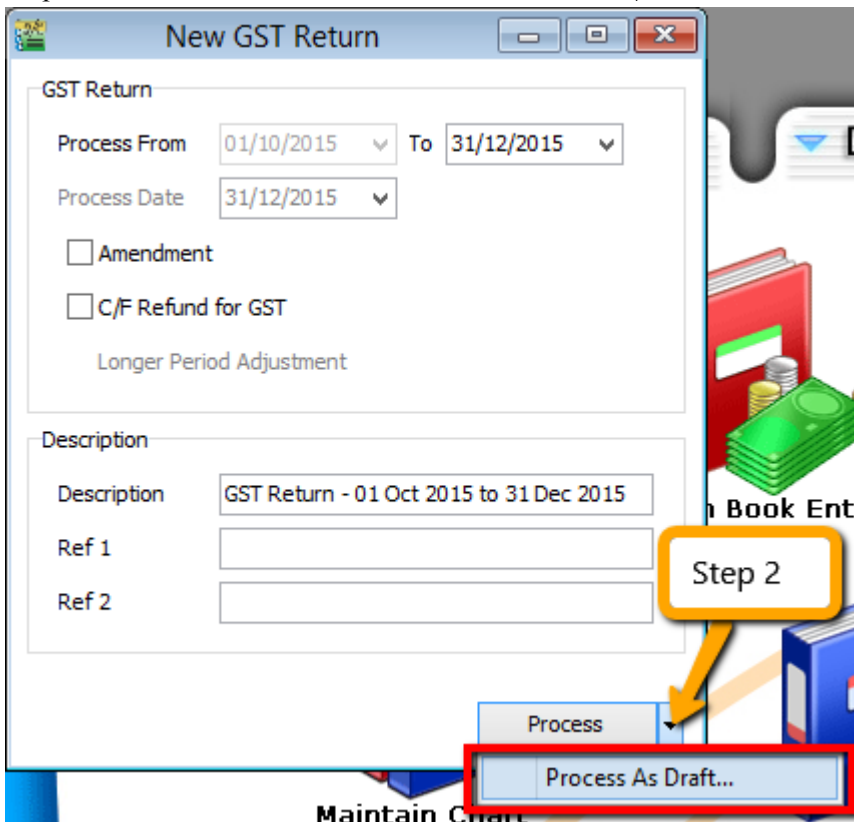 New GST Return
GST Return
Process From 01/10/2015 To 31/12/2015
Process Date 31/12/2015
Amendment
C/F Refund for GST
Longer Period Adjustment
Description
Description GST Return - 01 Oct 2015 to 31 Dec 2015
Book Ent
Ref 1
Step 2
Ref 2
Process
Process As Draft...
Maintain Chart